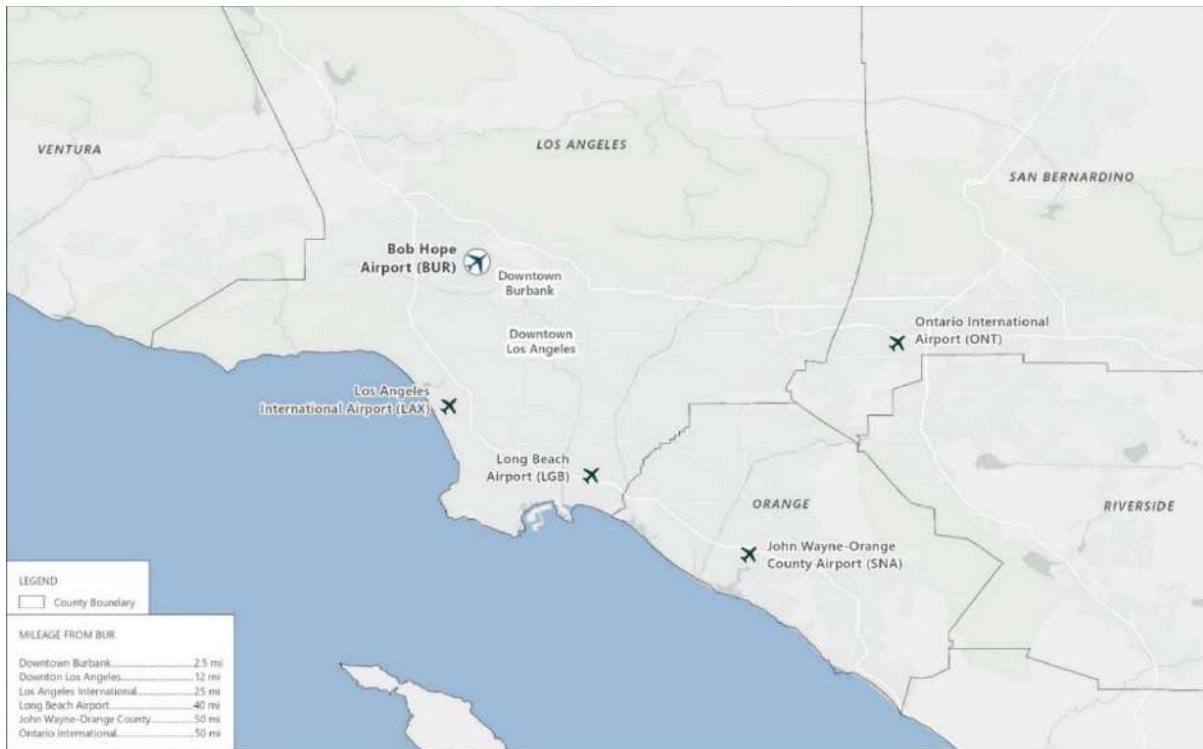 VENTURA
LOS ANGELES
SAN BERNARDINO
Bob Hope
Airport (BUR)
Downtown
Burbank
Downtown
Los Angeles
Ontario International
Airport (ONT)
Los Angeles
International Airport (LAX)
Long Beach
Airport (LGB)
ORANGE
RIVERSIDE
John Wayne-Orange
County Airport (SNA)
LEGEND
County Boundary
MILEAGE FROM BUR
Downtown Burbank 2.5 mi
Downton Los Angeles 12 mi
Los Angeles International 25 mi
Long Beach Airport 40 mi
John Wayne-Orange County 50 mi
Ontario International 50 mi